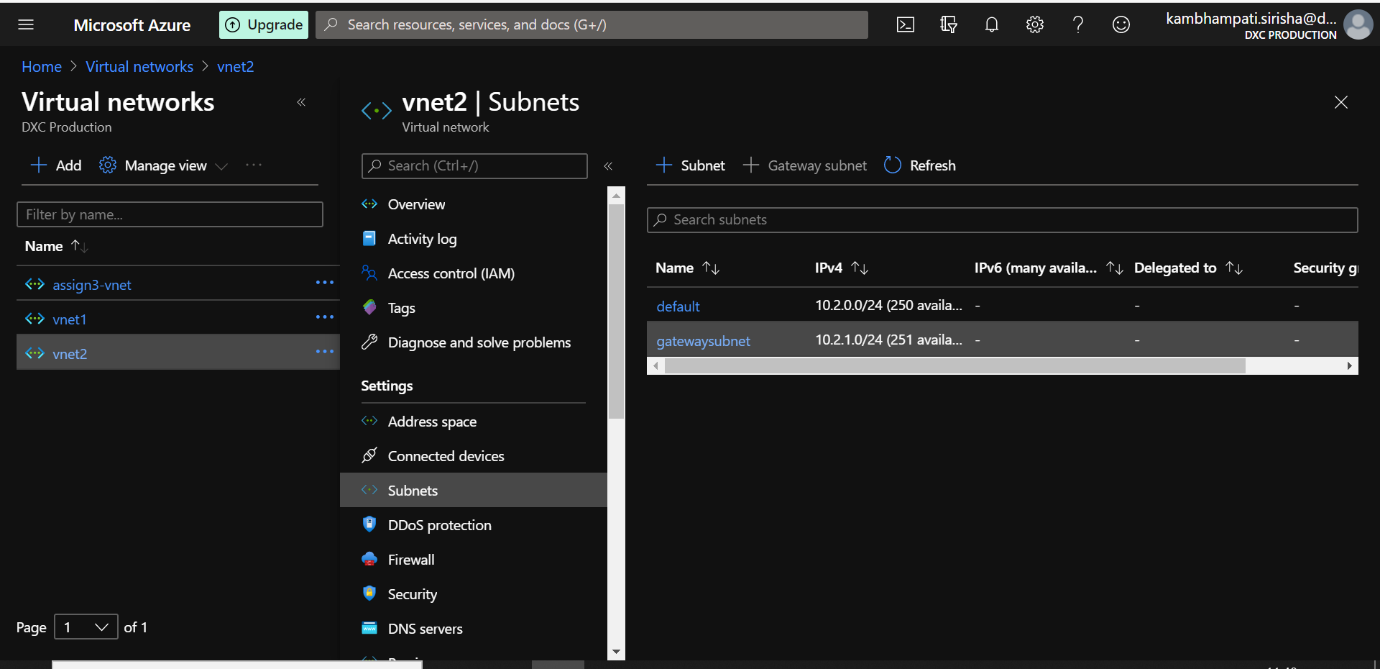 Microsoft Azure
Upgrade
Search resources, services, and docs (G+/)
kambhampati.sirisha@d...
DXC PRODUCTION
Home > Virtual networks > vnet2
Virtual networks
DXC Production
+ Add
Manage view
...
Filter by name...
Name ↑↓
assign3-vnet
vnet1
vnet2
Page 1 of 1
vnet2 | Subnets
Virtual network
Search (Ctrl+/)
Overview
Activity log
Access control (IAM)
Tags
Diagnose and solve problems
Settings
Address space
Connected devices
Subnets
DDoS protection
Firewall
Security
DNS servers
+ Subnet
+ Gateway subnet
Refresh
Search subnets
Name ↑↓ IPv4 ↑↓ IPv6 (many availa... ↑↓ Delegated to ↑↓ Security g
default 10.2.0.0/24 (250 availa... - - -
gatewaysubnet 10.2.1.0/24 (251 availa... - - -